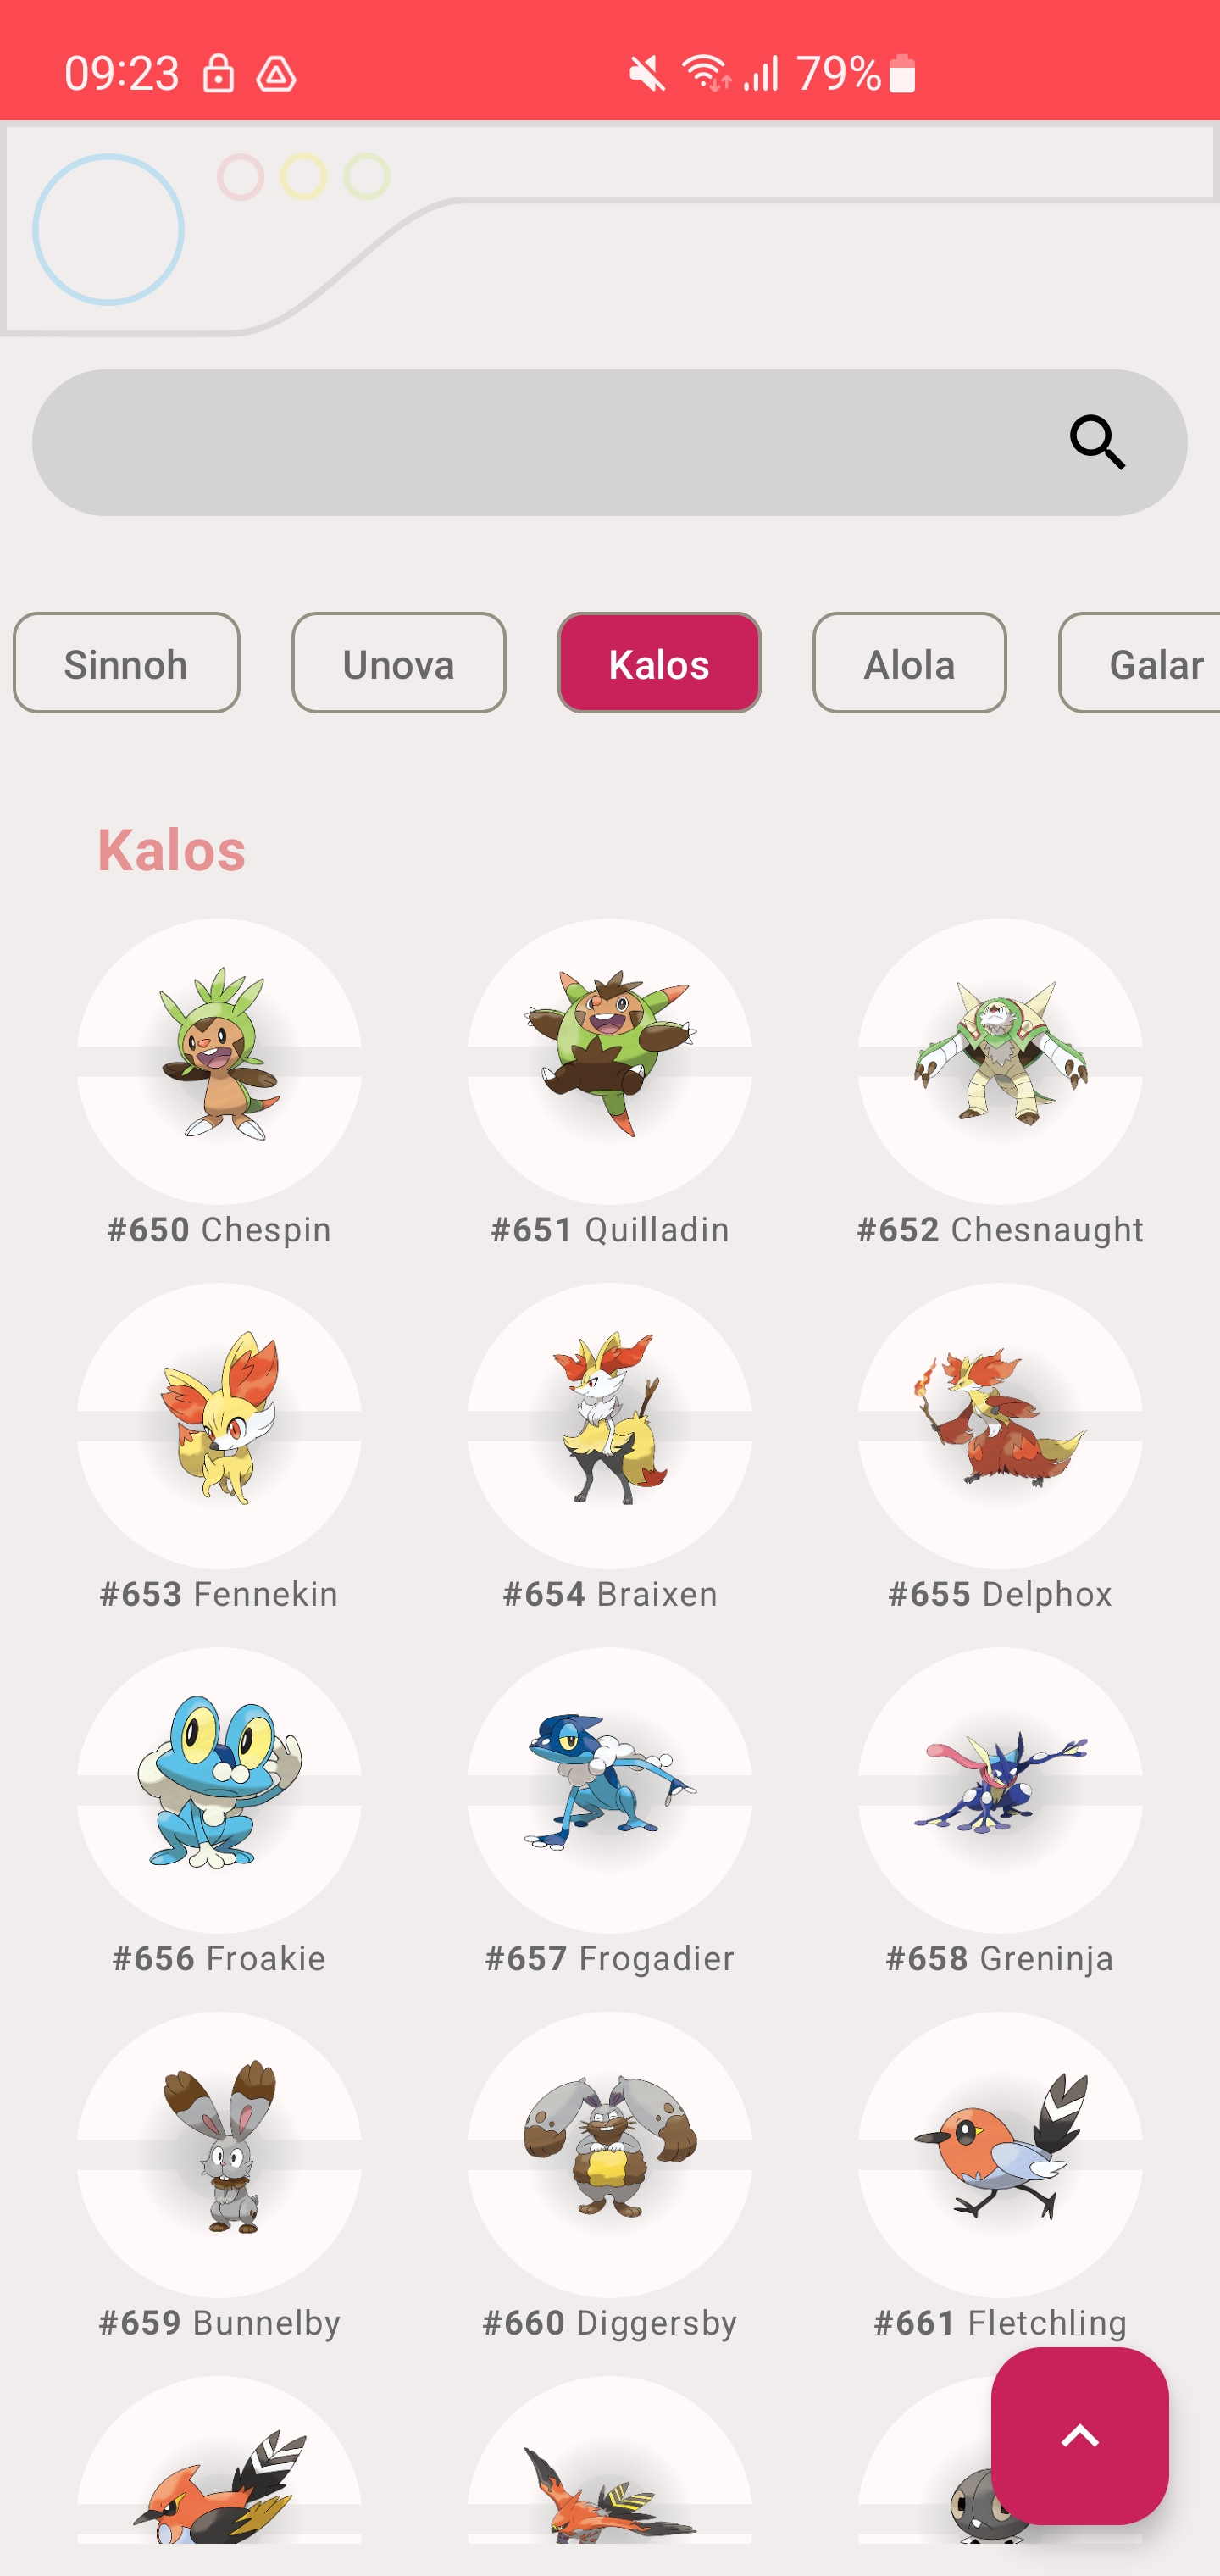 09:23 79%
Sinnoh Unova Kalos Alola Galar
Kalos
#650 Chespin #651 Quilladin #652 Chesnaught
#653 Fennekin #654 Braixen #655 Delphox
#656 Froakie #657 Frogadier #658 Greninja
#659 Bunnelby #660 Diggersby #661 Fletchling